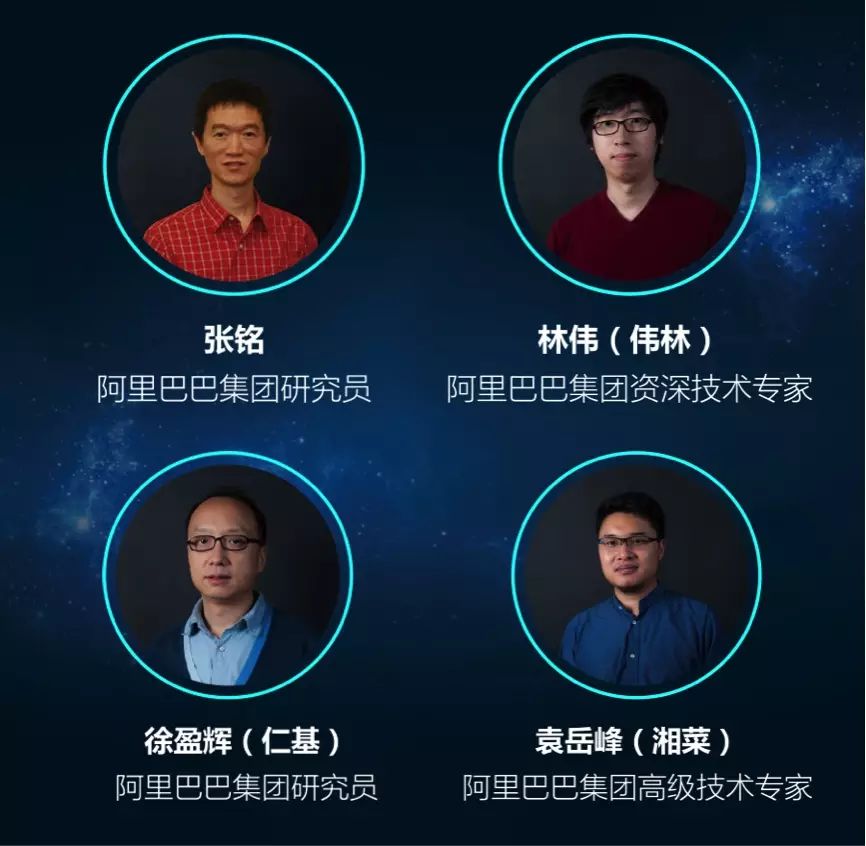 张铭
阿里巴巴集团研究员
林伟（伟林）
阿里巴巴集团资深技术专家
徐盈辉（仁基）
阿里巴巴集团研究员
袁岳峰（湘菜）
阿里巴巴集团高级技术专家